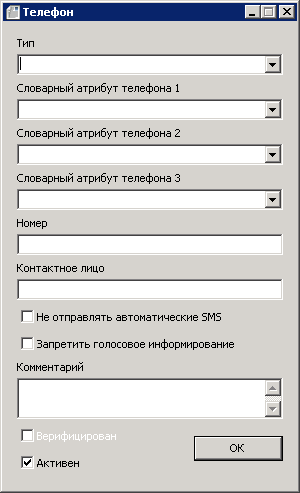 Телефон
Тип
Словарный атрибут телефона 1
Словарный атрибут телефона 2
Словарный атрибут телефона 3
Номер
Контактное лицо
Не отправлять автоматические SMS
Запретить голосовое информирование
Комментарий
Верифицирован
OK
Активен